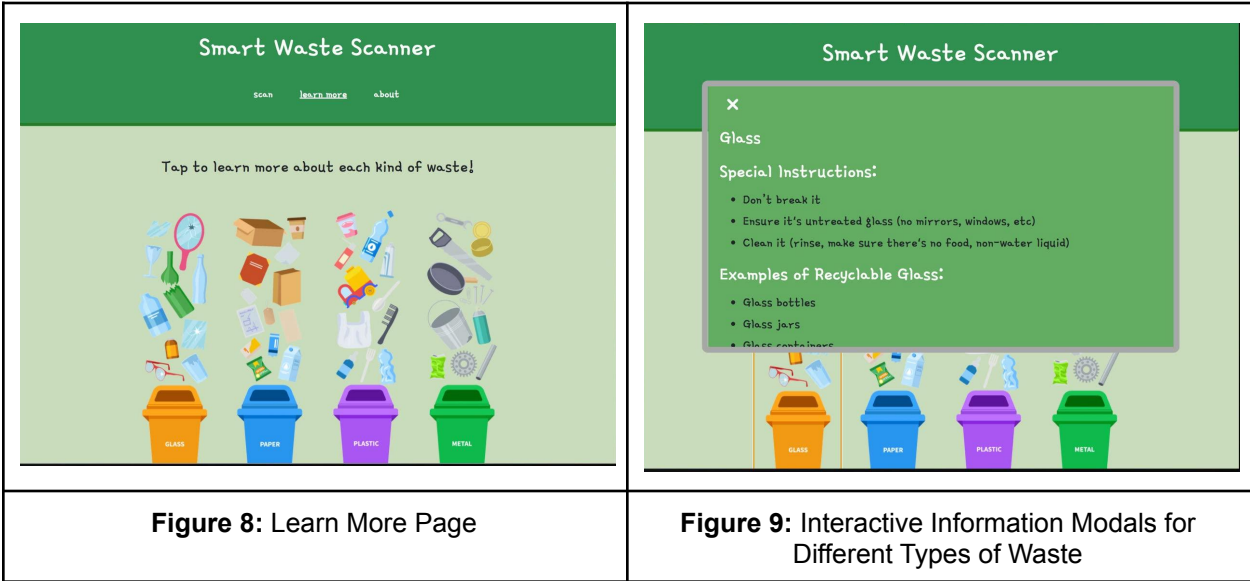 Smart Waste Scanner
scan learn more about
Tap to learn more about each kind of waste!
GLASS PAPER PLASTIC METAL
Figure 8: Learn More Page
Smart Waste Scanner
×
Glass
Special Instructions:
• Don't break it
• Ensure it's untreated glass (no mirrors, windows, etc)
• Clean it (rinse, make sure there's no food, non-water liquid)
Examples of Recyclable Glass:
• Glass bottles
• Glass jars
• Glass containers
GLASS PAPER PLASTIC METAL
Figure 9: Interactive Information Modals for
Different Types of Waste